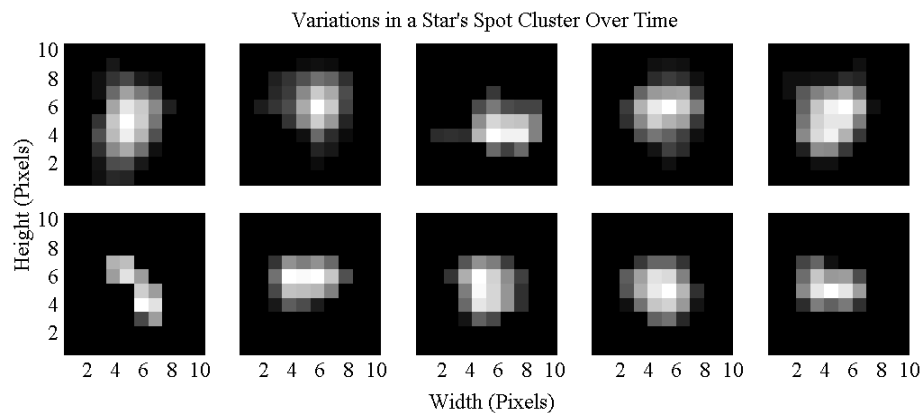 Variations in a Star's Spot Cluster Over Time
10
8
6
4
2
10
8
6
4
2
Height (Pixels)
2 4 6 8 10 2 4 6 8 10 2 4 6 8 10 2 4 6 8 10 2 4 6 8 10
Width (Pixels)